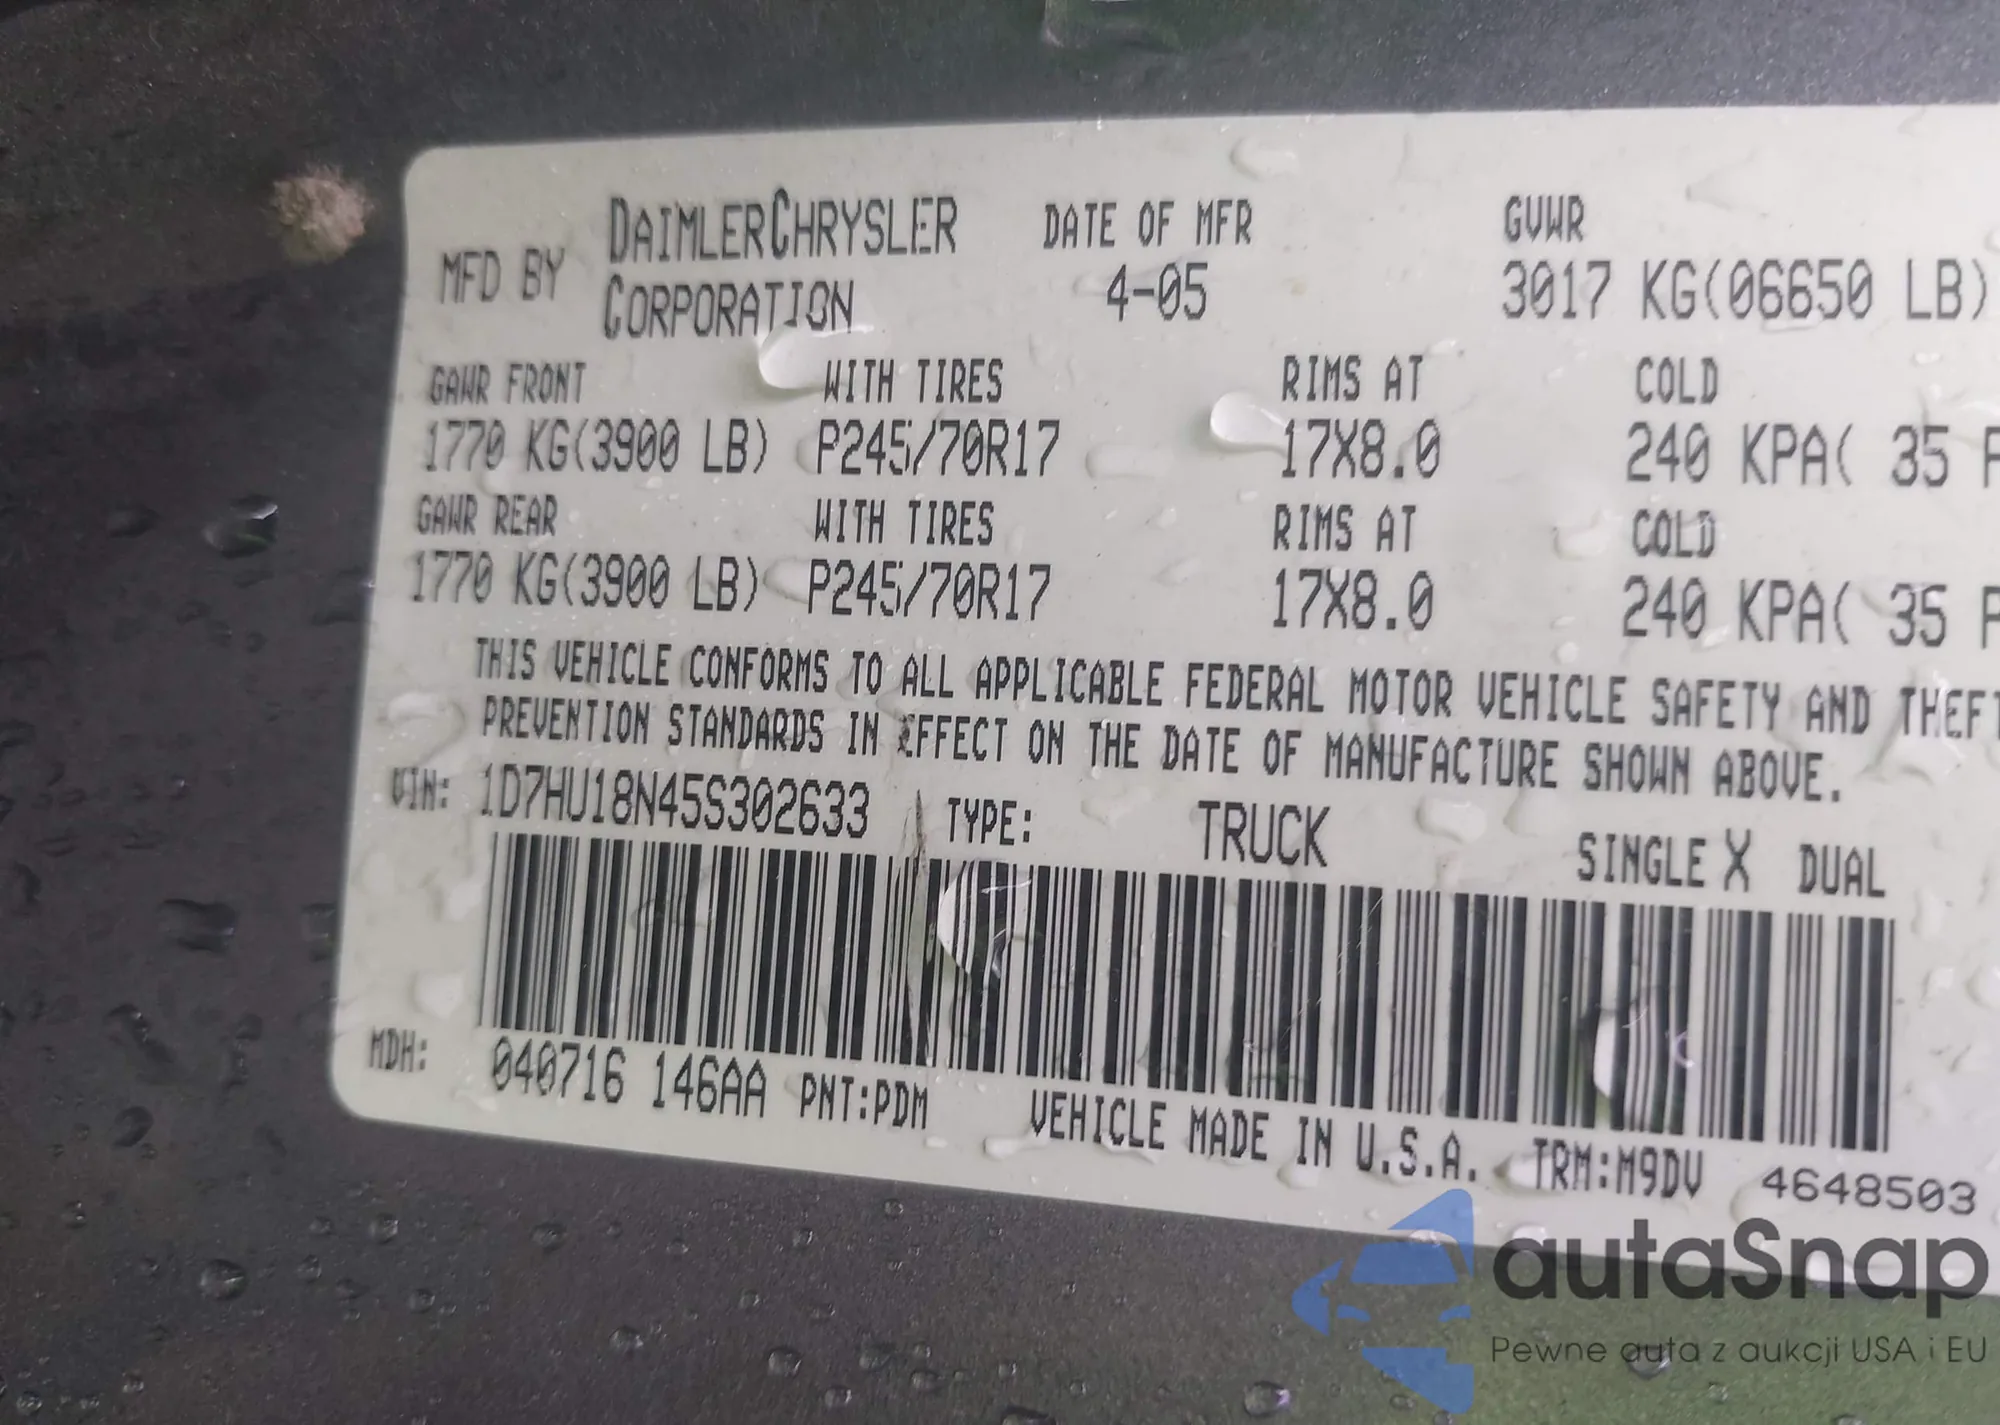 MFD BY DAIMLERCHRYSLER CORPORATION DATE OF MFR 4-05 GVWR 3017 KG(06650 LB)
GAWR FRONT WITH TIRES RIMS AT COLD
1770 KG(3900 LB) P245/70R17 17X8.0 240 KPA( 35 P
GAWR REAR WITH TIRES RIMS AT COLD
1770 KG(3900 LB) P245/70R17 17X8.0 240 KPA( 35 P
THIS VEHICLE CONFORMS TO ALL APPLICABLE FEDERAL MOTOR VEHICLE SAFETY AND THEFT
PREVENTION STANDARDS IN EFFECT ON THE DATE OF MANUFACTURE SHOWN ABOVE.
VIN: 1D7HU18N45S302633 TYPE: TRUCK SINGLE X DUAL
MDH: 040716 146AA PNT:PDM VEHICLE MADE IN U.S.A. TRM:M9DV 4648503
autaSnap
Pewne auta z aukcji USA i EU